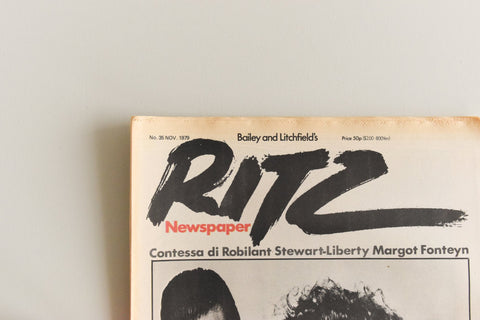 No. 35 NOV. 1979 Bailey and Litchfield's Price 50p
RITZ
Newspaper
Contessa di Robilant Stewart-Liberty Margot Fonteyn